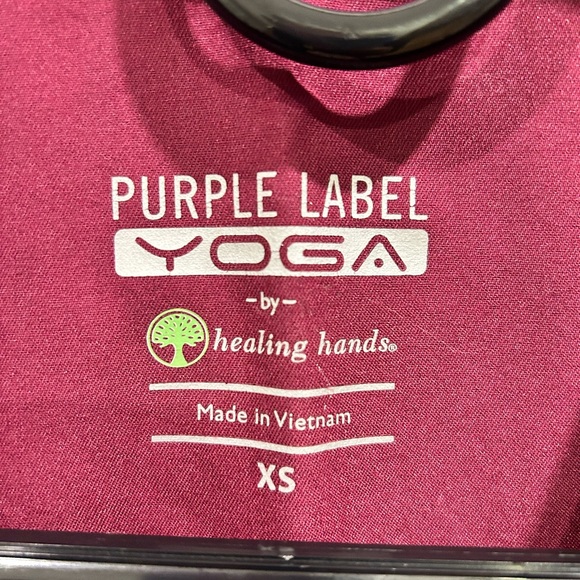 PURPLE LABEL
YOGA
-by-
healing hands®
Made in Vietnam
XS